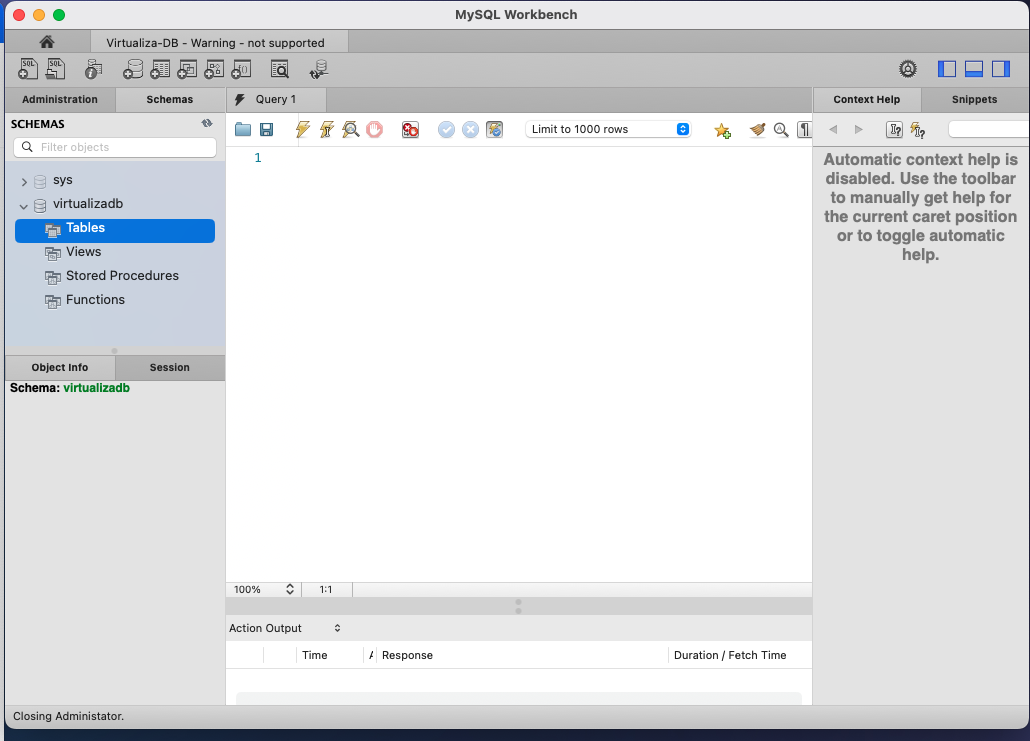 MySQL Workbench
Virtualiza-DB - Warning - not supported
SQL
SQL
Administration
Schemas
Query 1
Context Help
Snippets
SCHEMAS
Filter objects
Limit to 1000 rows
sys
virtualizadb
Tables
Views
Stored Procedures
Functions
1
Automatic context help is
disabled. Use the toolbar
to manually get help for
the current caret position
or to toggle automatic
help.
Object Info
Session
Schema: virtualizadb
100%
1:1
Action Output
Time
Response
Duration / Fetch Time
Closing Administator.